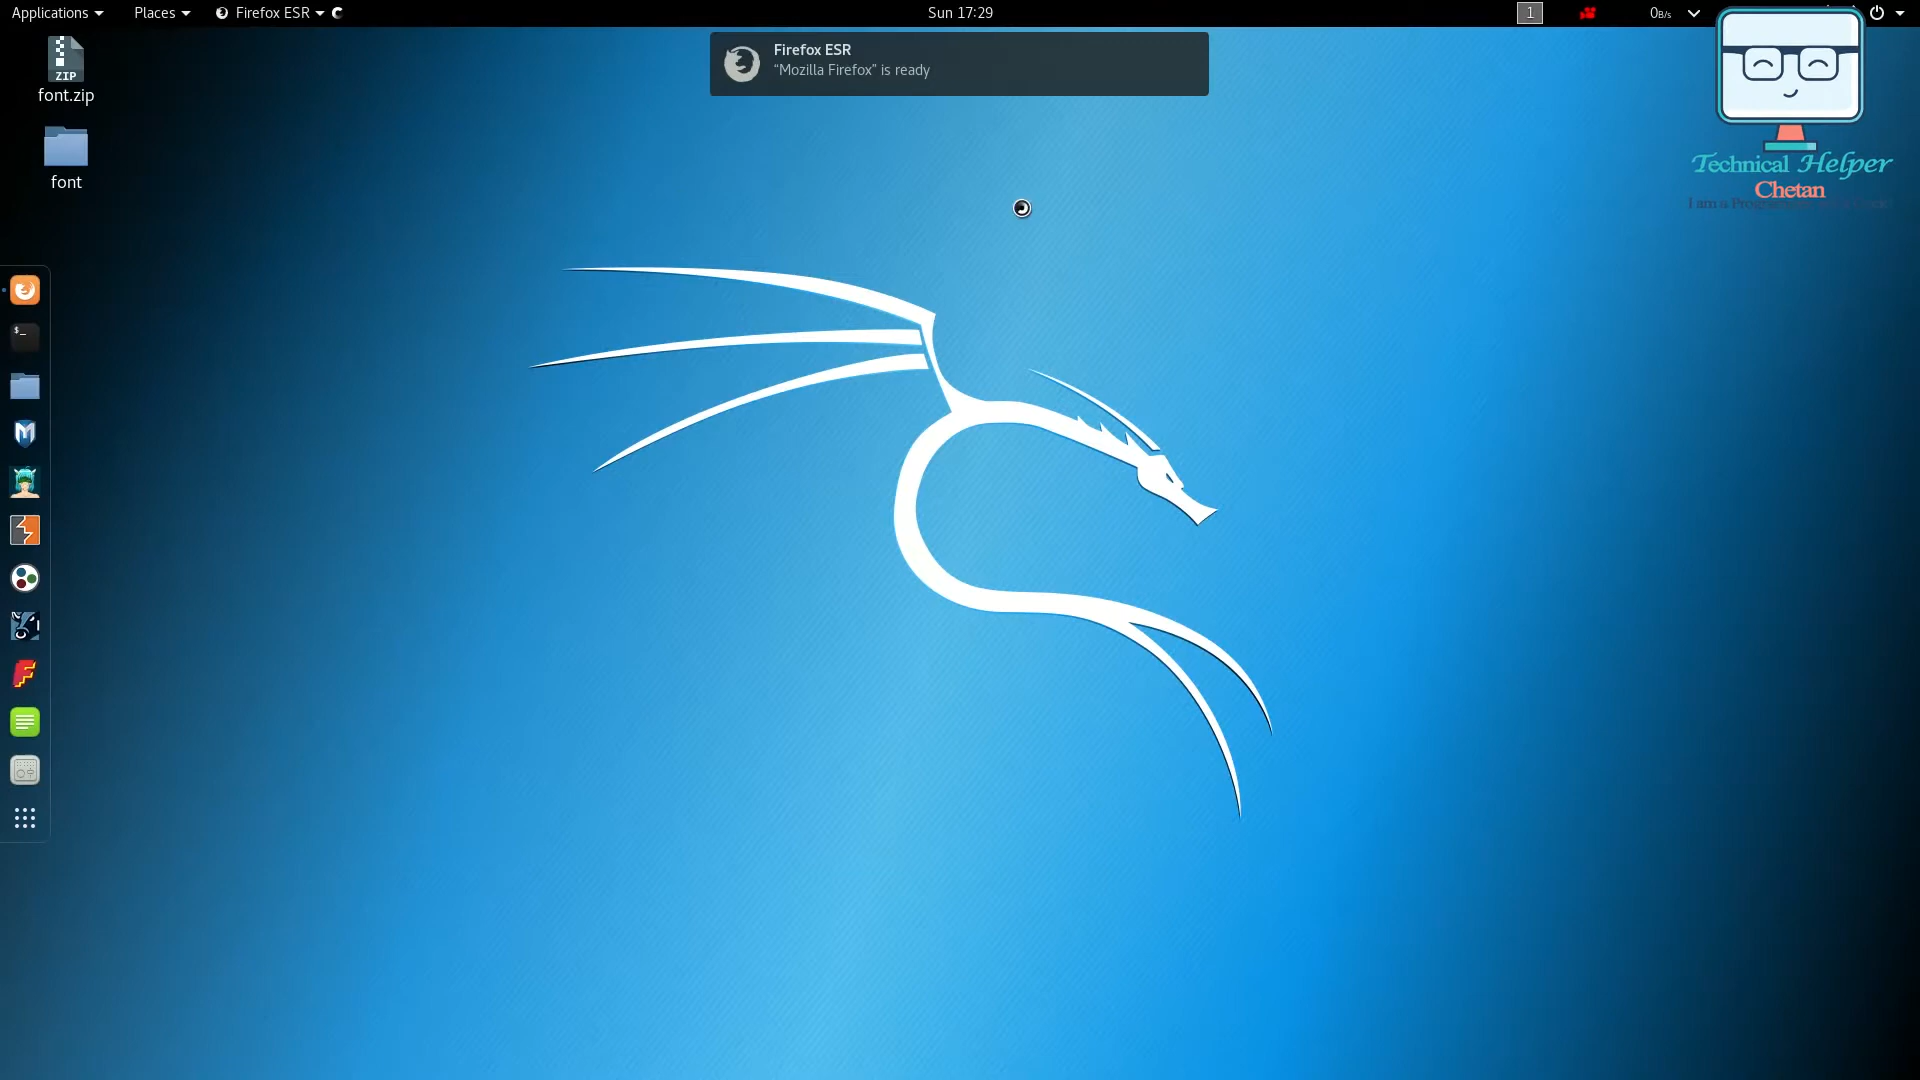 Applications
Places
Firefox ESR
Sun 17:29
1
0B/s
Firefox ESR
“Mozilla Firefox” is ready
ZIP
font.zip
font
$_
Technical Helper
Chetan
I am a